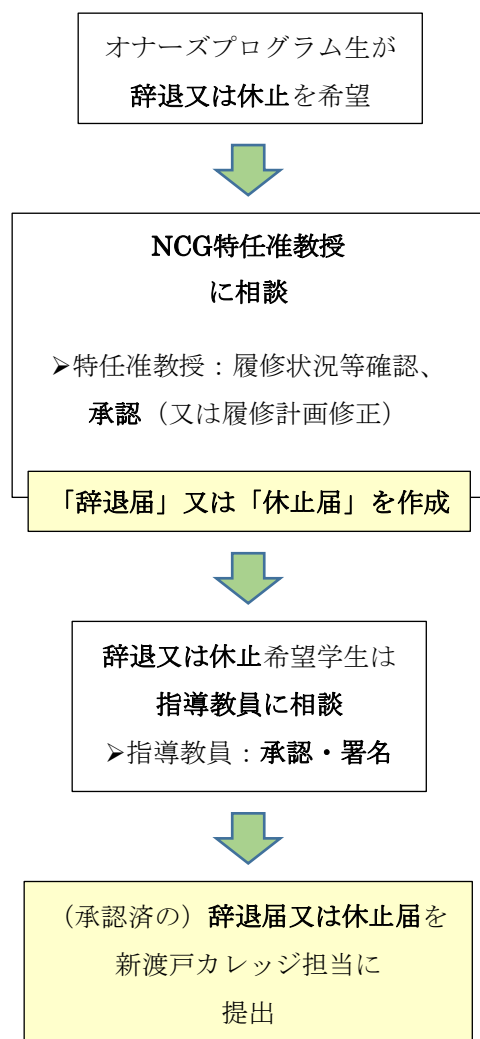 オナーズプログラム生が
辞退又は休止を希望
NCG特任准教授
に相談
➢特任准教授：履修状況等確認、
承認（又は履修計画修正）
「辞退届」又は「休止届」を作成
辞退又は休止希望学生は
指導教員に相談
➢指導教員：承認・署名
（承認済の）辞退届又は休止届を
新渡戸カレッジ担当に
提出